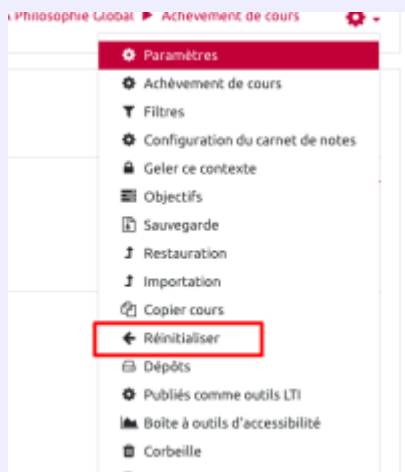 Philosophie Global ► Achèvement de cours
Paramètres
Achèvement de cours
Filtres
Configuration du carnet de notes
Geler ce contexte
Objectifs
Sauvegarde
Restauration
Importation
Copier cours
Réinitialiser
Dépôts
Publiés comme outils LTI
Boîte à outils d'accessibilité
Corbeille